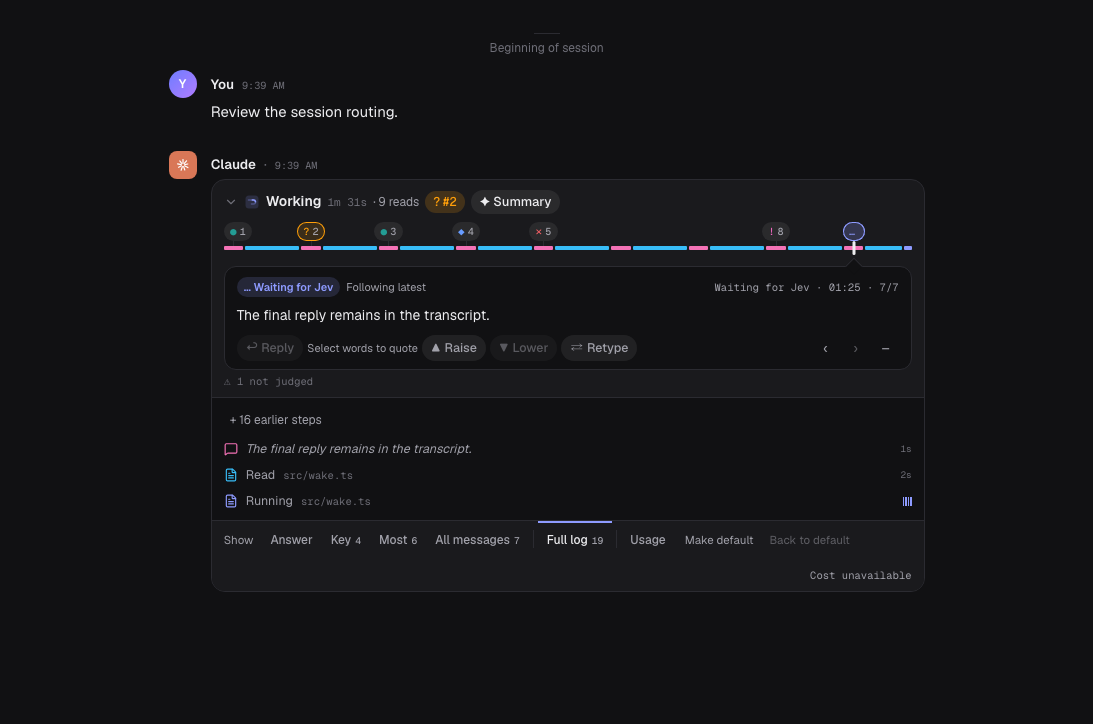 Beginning of session
Y You 9:39 AM
Review the session routing.
Claude · 9:39 AM
Working 1m 31s · 9 reads ? #2 ✦ Summary
● 1 ? 2 ● 3 ◆ 4 × 5 ! 8 …
… Waiting for Jev Following latest Waiting for Jev · 01:25 · 7/7
The final reply remains in the transcript.
↩ Reply Select words to quote ▲ Raise ▼ Lower ⇄ Retype ‹ › –
⚠ 1 not judged
+ 16 earlier steps
The final reply remains in the transcript. 1s
Read src/wake.ts 2s
Running src/wake.ts
Show Answer Key 4 Most 6 All messages 7 Full log 19 Usage Make default Back to default
Cost unavailable